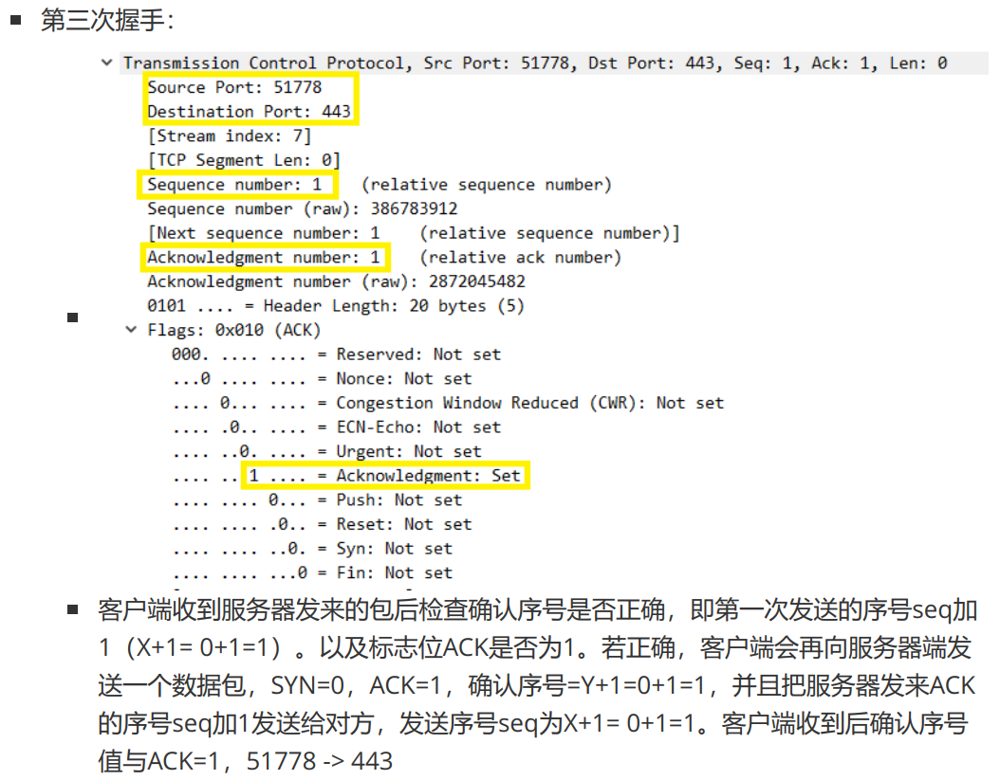 第三次握手：
Transmission Control Protocol, Src Port: 51778, Dst Port: 443, Seq: 1, Ack: 1, Len: 0
Source Port: 51778
Destination Port: 443
[Stream index: 7]
[TCP Segment Len: 0]
Sequence number: 1    (relative sequence number)
Sequence number (raw): 386783912
[Next sequence number: 1    (relative sequence number)]
Acknowledgment number: 1    (relative ack number)
Acknowledgment number (raw): 2872045482
0101 .... = Header Length: 20 bytes (5)
Flags: 0x010 (ACK)
000. .... .... = Reserved: Not set
...0 .... .... = Nonce: Not set
.... 0... .... = Congestion Window Reduced (CWR): Not set
.... .0.. .... = ECN-Echo: Not set
.... ..0. .... = Urgent: Not set
.... ...1 .... = Acknowledgment: Set
.... .... 0... = Push: Not set
.... .... .0.. = Reset: Not set
.... .... ..0. = Syn: Not set
.... .... ...0 = Fin: Not set
客户端收到服务器发来的包后检查确认序号是否正确，即第一次发送的序号seq加
1（X+1= 0+1=1）。以及标志位ACK是否为1。若正确，客户端会再向服务器端发
送一个数据包，SYN=0，ACK=1，确认序号=Y+1=0+1=1，并且把服务器发来ACK
的序号seq加1发送给对方，发送序号seq为X+1= 0+1=1。客户端收到后确认序号
值与ACK=1，51778 -> 443